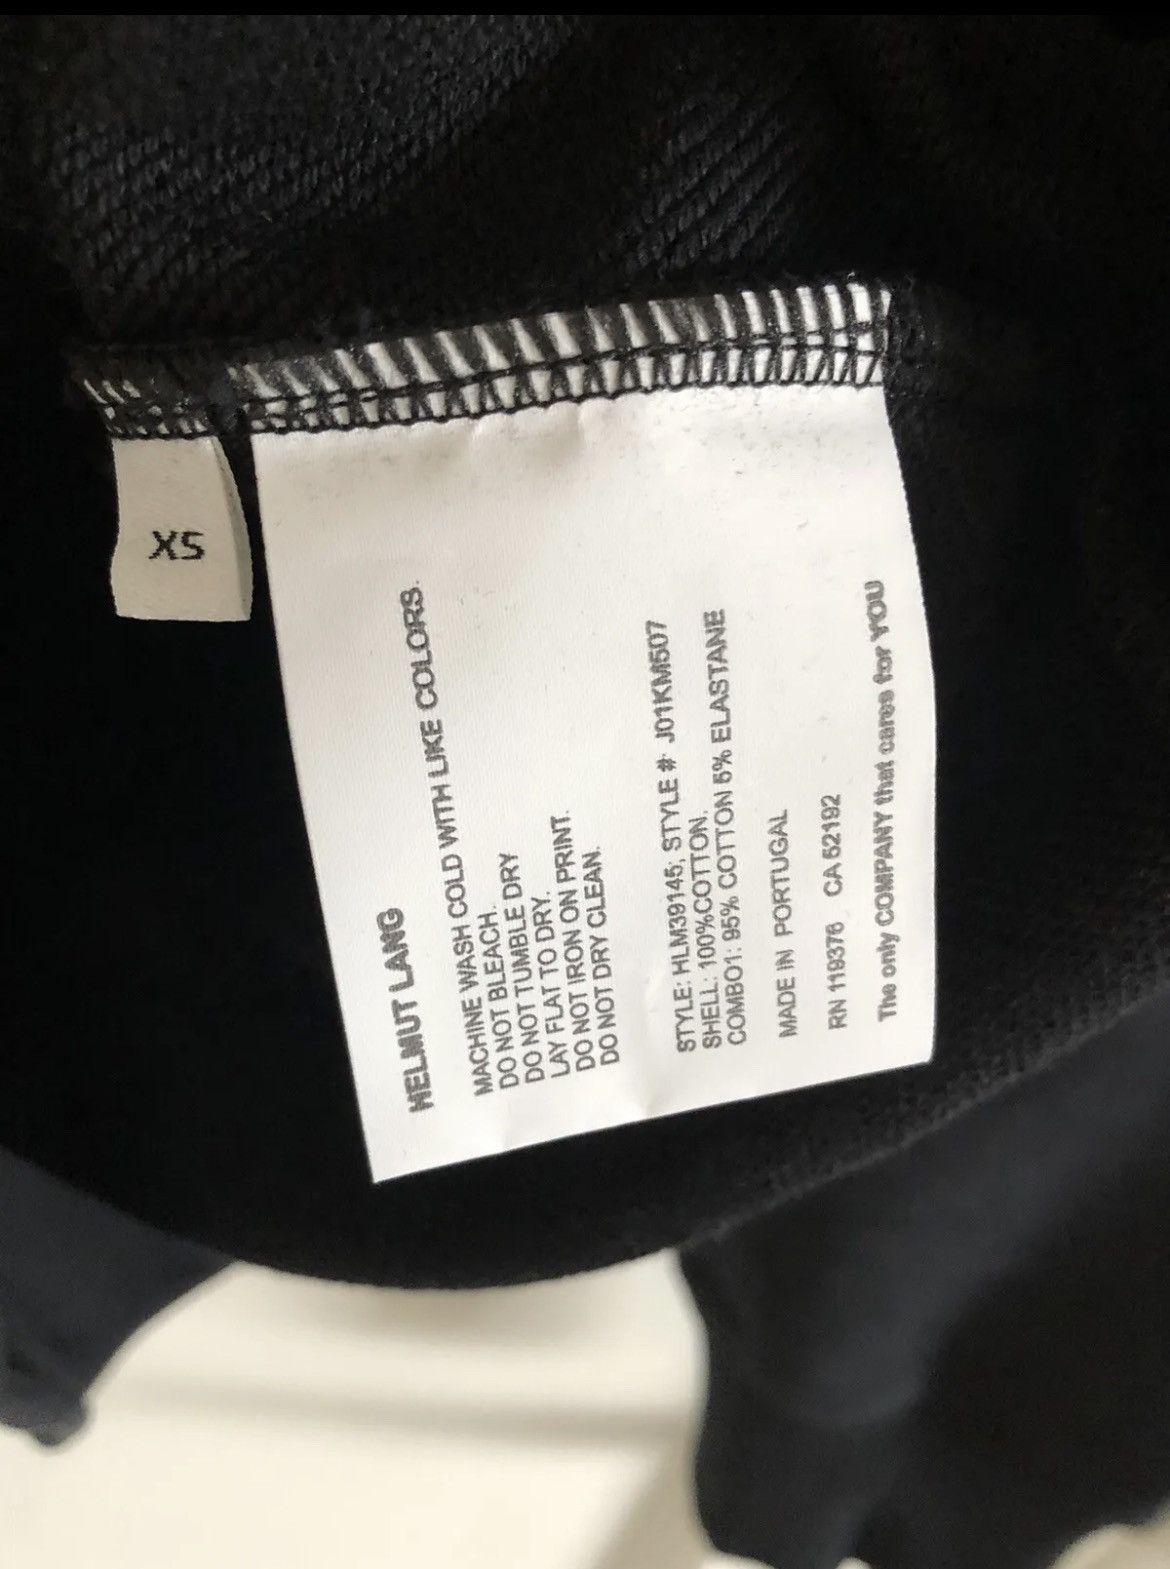 XS
HELMUT LANG
MACHINE WASH COLD WITH LIKE COLORS.
DO NOT BLEACH.
DO NOT TUMBLE DRY
LAY FLAT TO DRY.
DO NOT IRON ON PRINT.
DO NOT DRY CLEAN.
STYLE: HLM39145; STYLE # J01KM507
SHELL: 100%COTTON.
COMBO1: 95% COTTON 5% ELASTANE
MADE IN PORTUGAL
RN 119376 CA 52192
The only COMPANY that cares for YOU